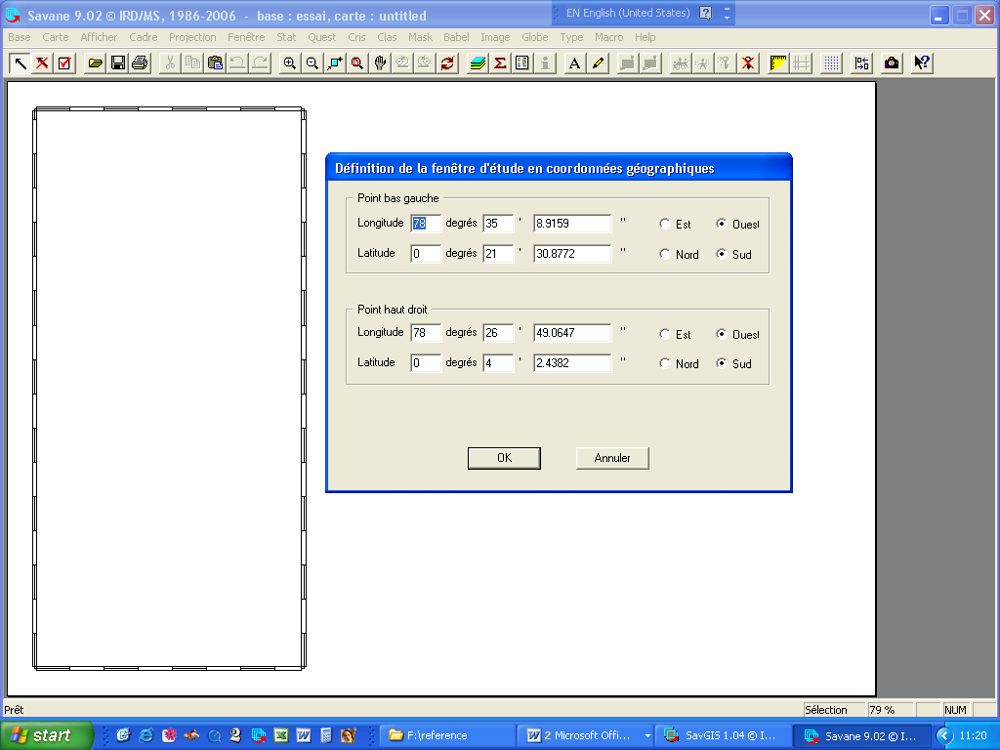 Savane 9.02 © IRD/MS, 1986-2006 - base : essai, carte : untitled
EN English (United States)
Base Carte Afficher Cadre Projection Fenêtre Stat Quest Cris Clas Mask Babel Image Globe Type Macro Help
Définition de la fenêtre d'étude en coordonnées géographiques
Point bas gauche
Longitude 78 degrés 35 ' 8.9159 '' Est Ouest
Latitude 0 degrés 21 ' 30.8772 '' Nord Sud
Point haut droit
Longitude 78 degrés 26 ' 49.0647 '' Est Ouest
Latitude 0 degrés 4 ' 2.4382 '' Nord Sud
OK Annuler
Prêt Sélection 79 % NUM
start F:\reference 2 Microsoft Offi... SavGIS 1.04 © I... Savane 9.02 © I... 11:20